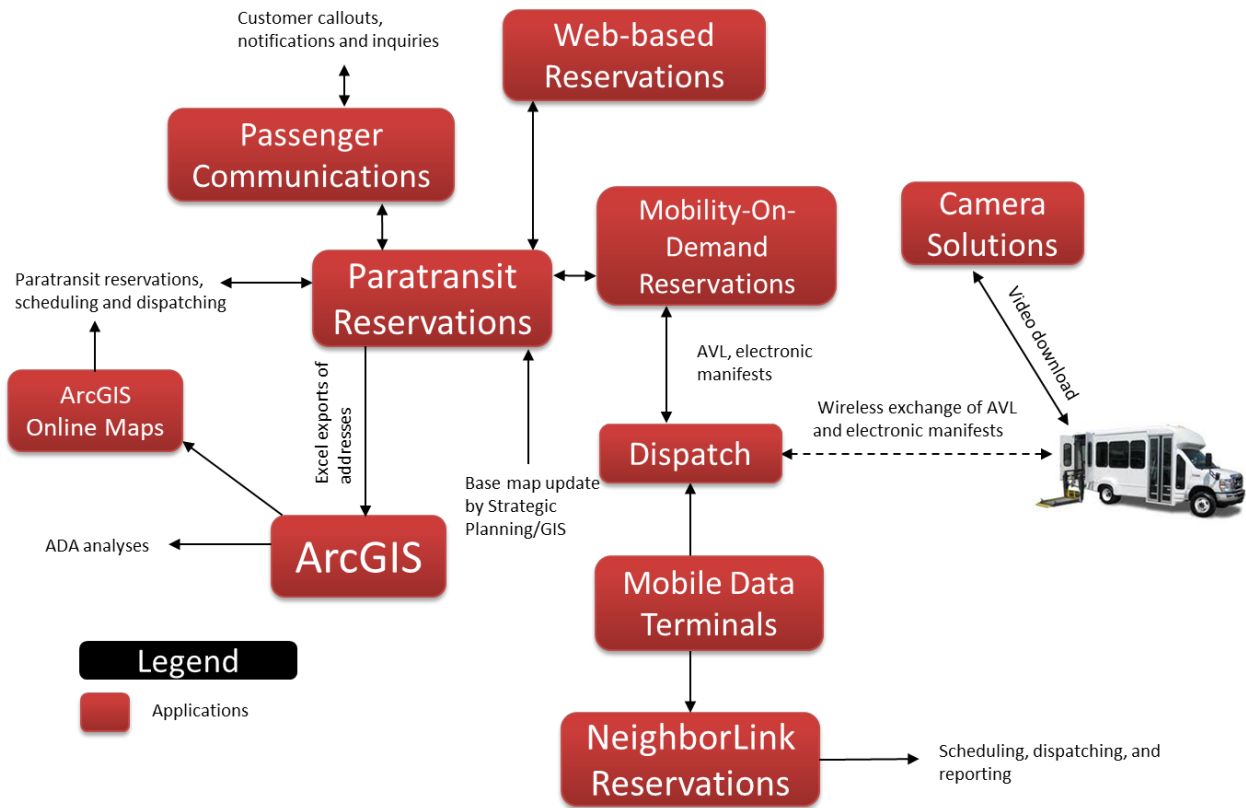 Customer callouts,
notifications and inquiries
Web-based
Reservations
Passenger
Communications
Mobility-On-
Demand
Reservations
Camera
Solutions
Paratransit reservations,
scheduling and dispatching
Paratransit
Reservations
Video download
AVL, electronic
manifests
ArcGIS
Online Maps
Excel exports of
addresses
Wireless exchange of AVL
and electronic manifests
Dispatch
Base map update
by Strategic
Planning/GIS
ADA analyses
ArcGIS
Mobile Data
Terminals
Legend
Applications
NeighborLink
Reservations
Scheduling, dispatching, and
reporting